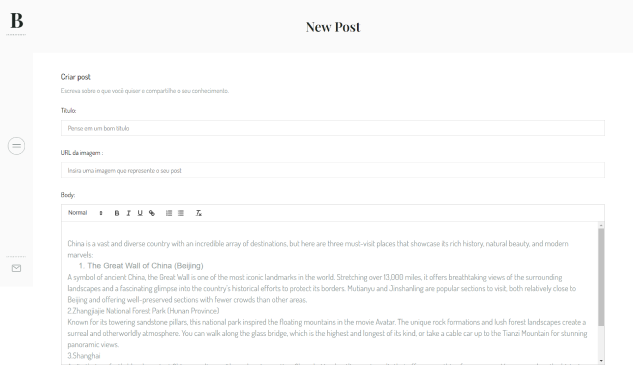 B
New Post
Criar post
Escreva sobre o que você quiser e compartilhe o seu conhecimento.
Título:
Pense em um bom título
URL da imagem :
Insira uma imagem que represente o seu post
Body:
Normal B I U
China is a vast and diverse country with an incredible array of destinations, but here are three must-visit places that showcase its rich history, natural beauty, and modern
marvels:
1. The Great Wall of China (Beijing)
A symbol of ancient China, the Great Wall is one of the most iconic landmarks in the world. Stretching over 13,000 miles, it offers breathtaking views of the surrounding
landscapes and a fascinating glimpse into the country's historical efforts to protect its borders. Mutianyu and Jinshanling are popular sections to visit, both relatively close to
Beijing and offering well-preserved sections with fewer crowds than other areas.
2.Zhangjiajie National Forest Park (Hunan Province)
Known for its towering sandstone pillars, this national park inspired the floating mountains in the movie Avatar. The unique rock formations and lush forest landscapes create a
surreal and otherworldly atmosphere. You can walk along the glass bridge, which is the highest and longest of its kind, or take a cable car up to the Tianzi Mountain for stunning
panoramic views.
3.Shanghai